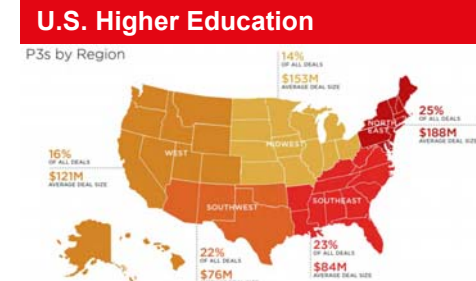 U.S. Higher Education
P3s by Region
14%
OF ALL DEALS
$153M
AVERAGE DEAL SIZE
25%
OF ALL DEALS
$188M
AVERAGE DEAL SIZE
NORTH
EAST
MIDWEST
WEST
16%
OF ALL DEALS
$121M
AVERAGE DEAL SIZE
SOUTHWEST
SOUTHEAST
22%
OF ALL DEALS
$76M
23%
OF ALL DEALS
$84M
AVERAGE DEAL SIZE